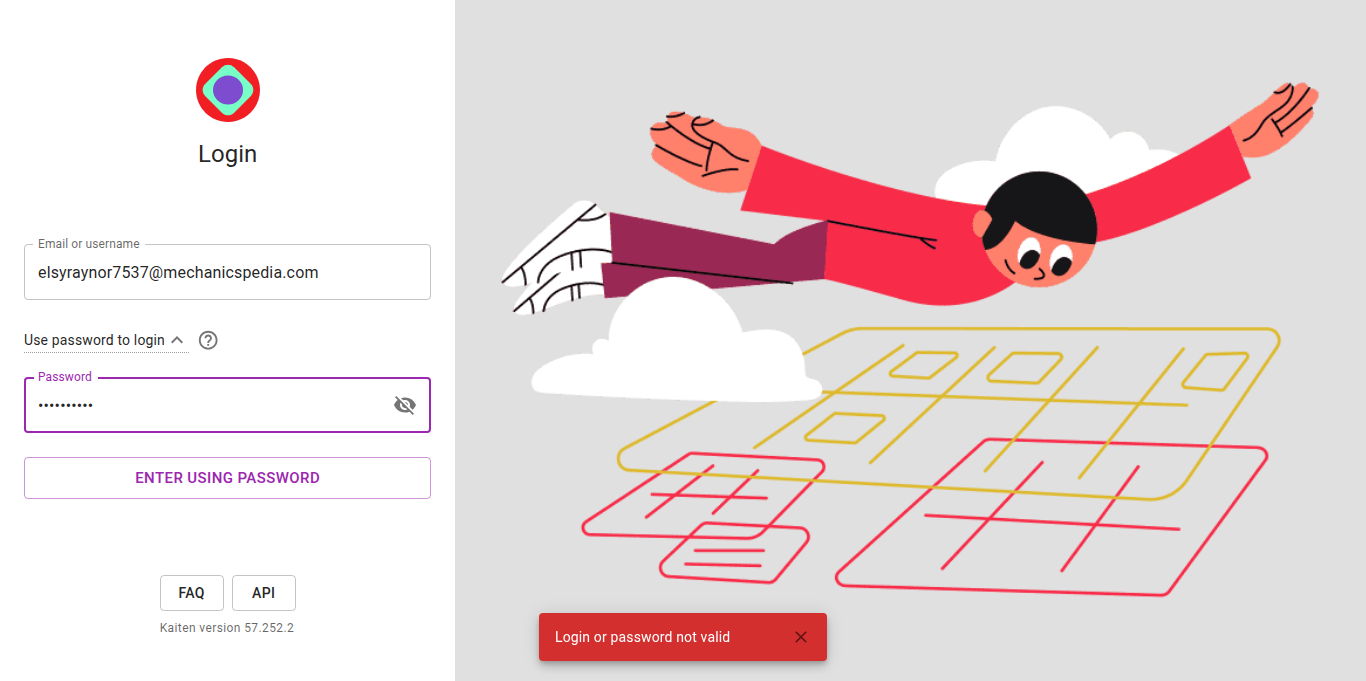 Login
Email or username
elsyraynor7537@mechanicspedia.com
Use password to login
Password
••••••••••
ENTER USING PASSWORD
FAQ
API
Kaiten version 57.252.2
Login or password not valid